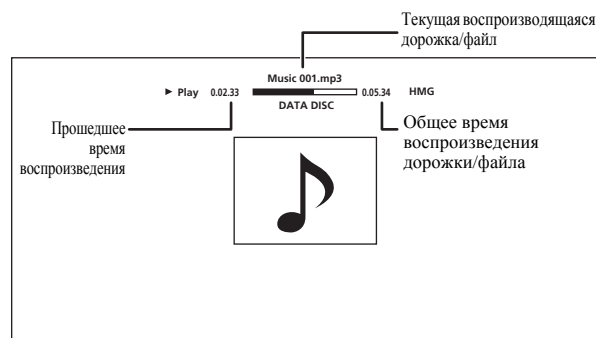 Текущая воспроизводящаяся
дорожка/файл
Music 001.mp3
► Play 0.02.33 0.05.34 HMG
DATA DISC
Прошедшее
время
воспроизведения
Общее время
воспроизведения
дорожки/файла